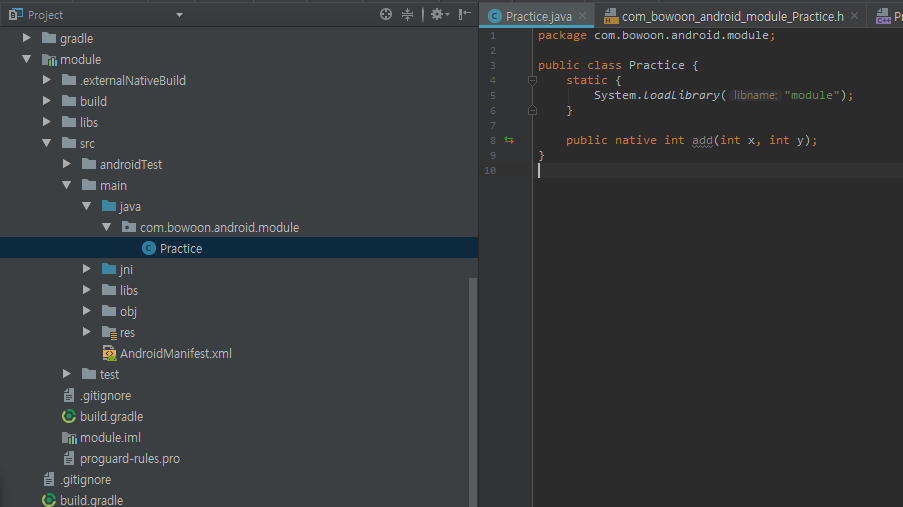 Project
gradle
module
.externalNativeBuild
build
libs
src
androidTest
main
java
com.bowoon.android.module
Practice
jni
libs
obj
res
AndroidManifest.xml
test
.gitignore
build.gradle
module.iml
proguard-rules.pro
.gitignore
build.gradle
Practice.java
com_bowoon_android_module_Practice.h
1 package com.bowoon.android.module;
2
3 public class Practice {
4 static {
5 System.loadLibrary( libname: "module");
6 }
7
8 public native int add(int x, int y);
9 }
10